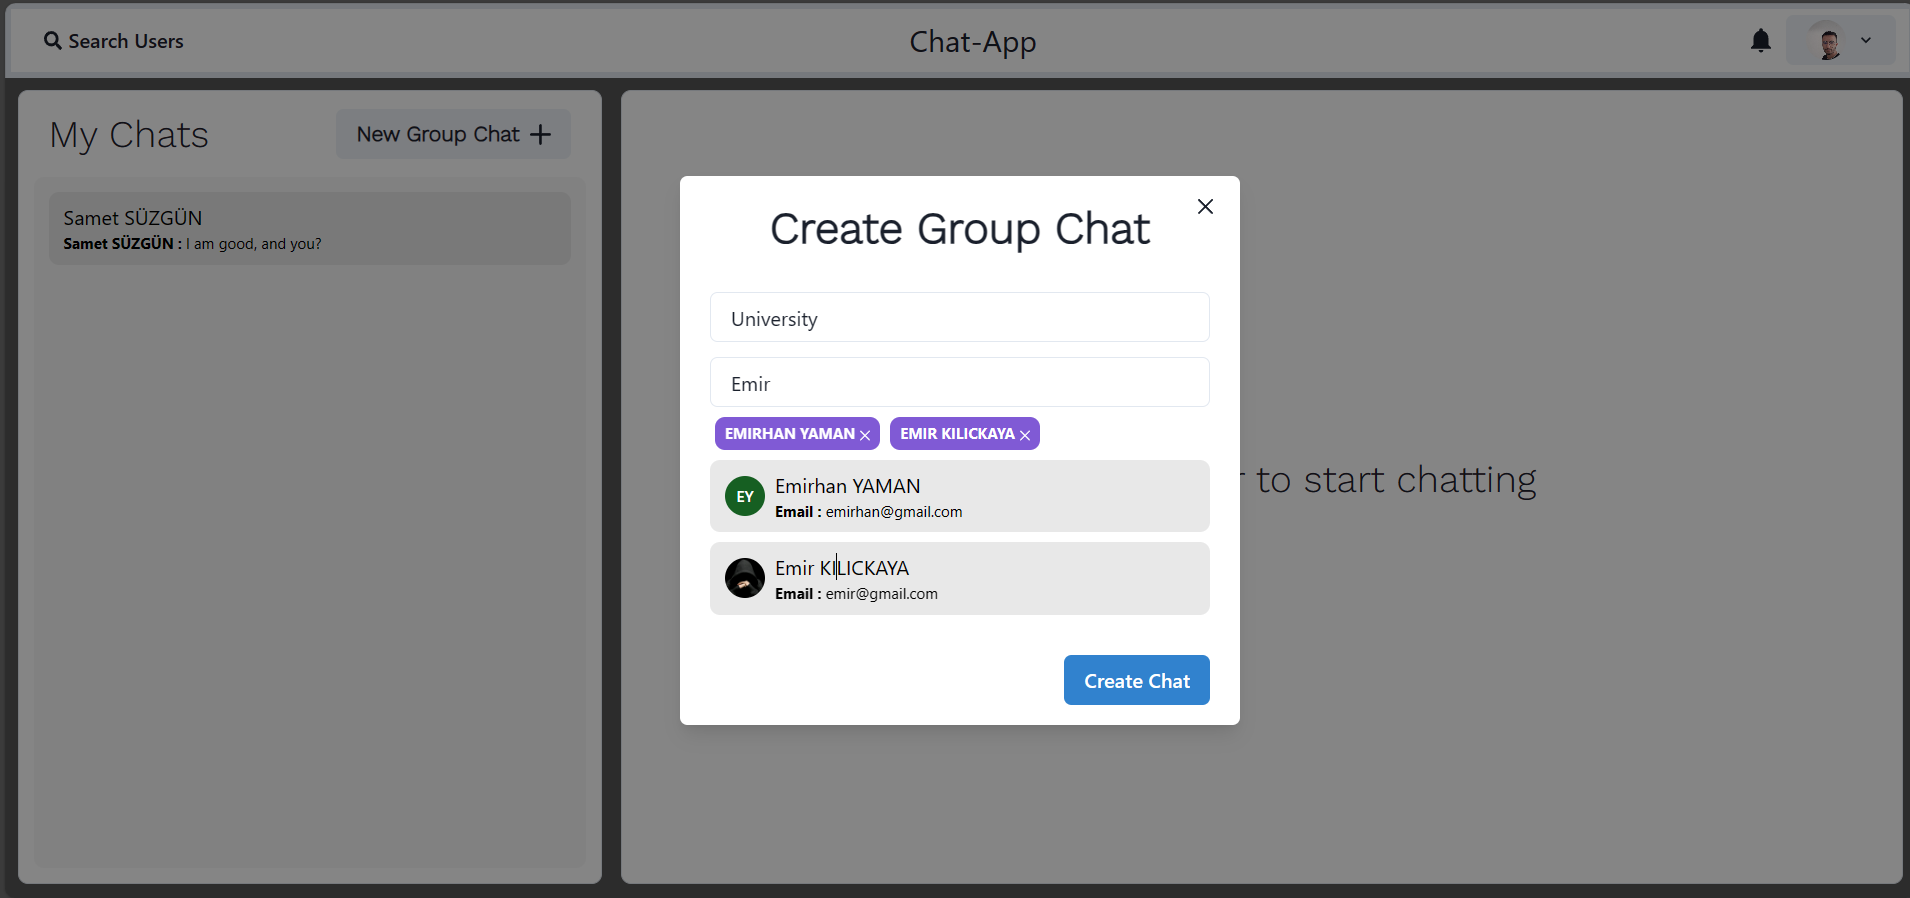 Search Users
Chat-App
My Chats
New Group Chat
Samet SÜZGÜN
Samet SÜZGÜN : I am good, and you?
Create Group Chat
University
Emir
EMIRHAN YAMAN
EMIR KILICKAYA
EY
Emirhan YAMAN
Email : emirhan@gmail.com
Emir KILICKAYA
Email : emir@gmail.com
Create Chat
to start chatting